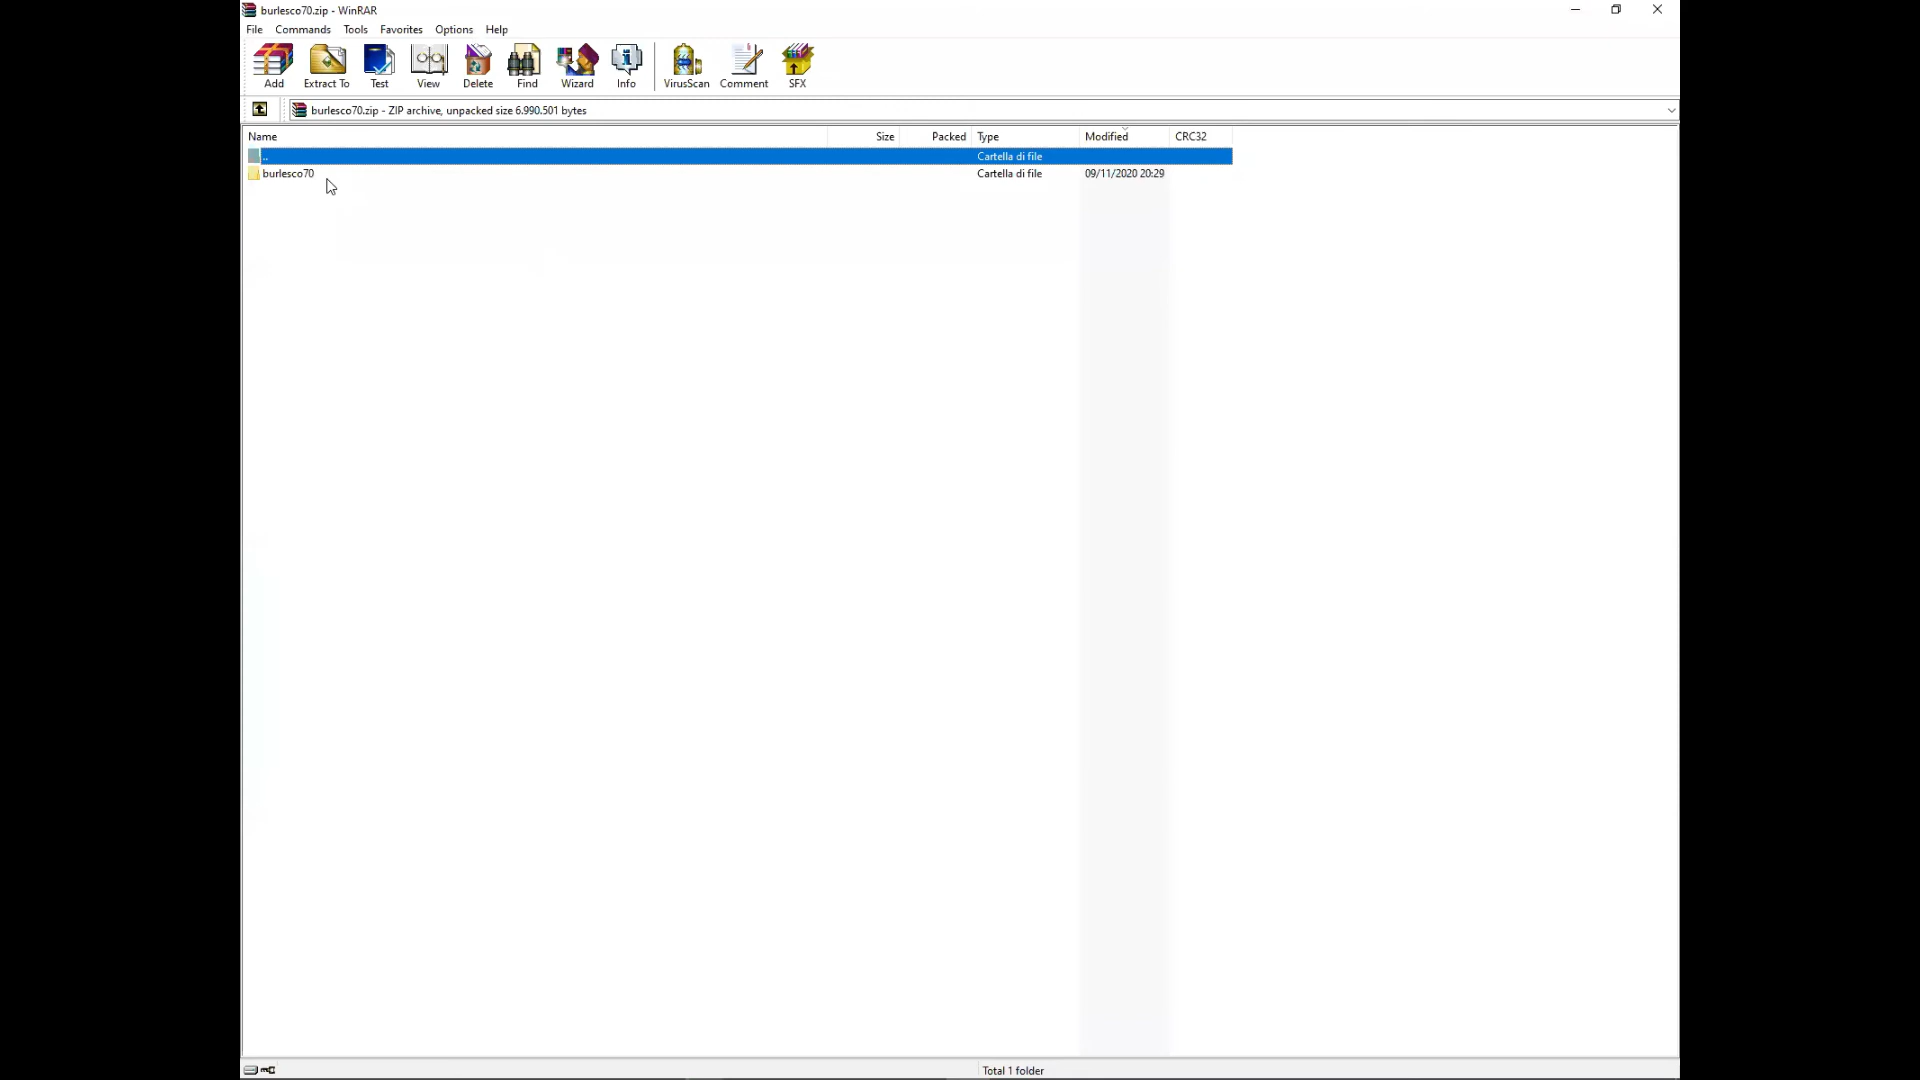 burlesco70.zip - WinRAR
File Commands Tools Favorites Options Help
Add Extract To Test View Delete Find Wizard Info VirusScan Comment SFX
burlesco70.zip - ZIP archive, unpacked size 6.990.501 bytes
Name Size Packed Type Modified CRC32
.. Cartella di file
burlesco70 Cartella di file 09/11/2020 20:29
Total 1 folder